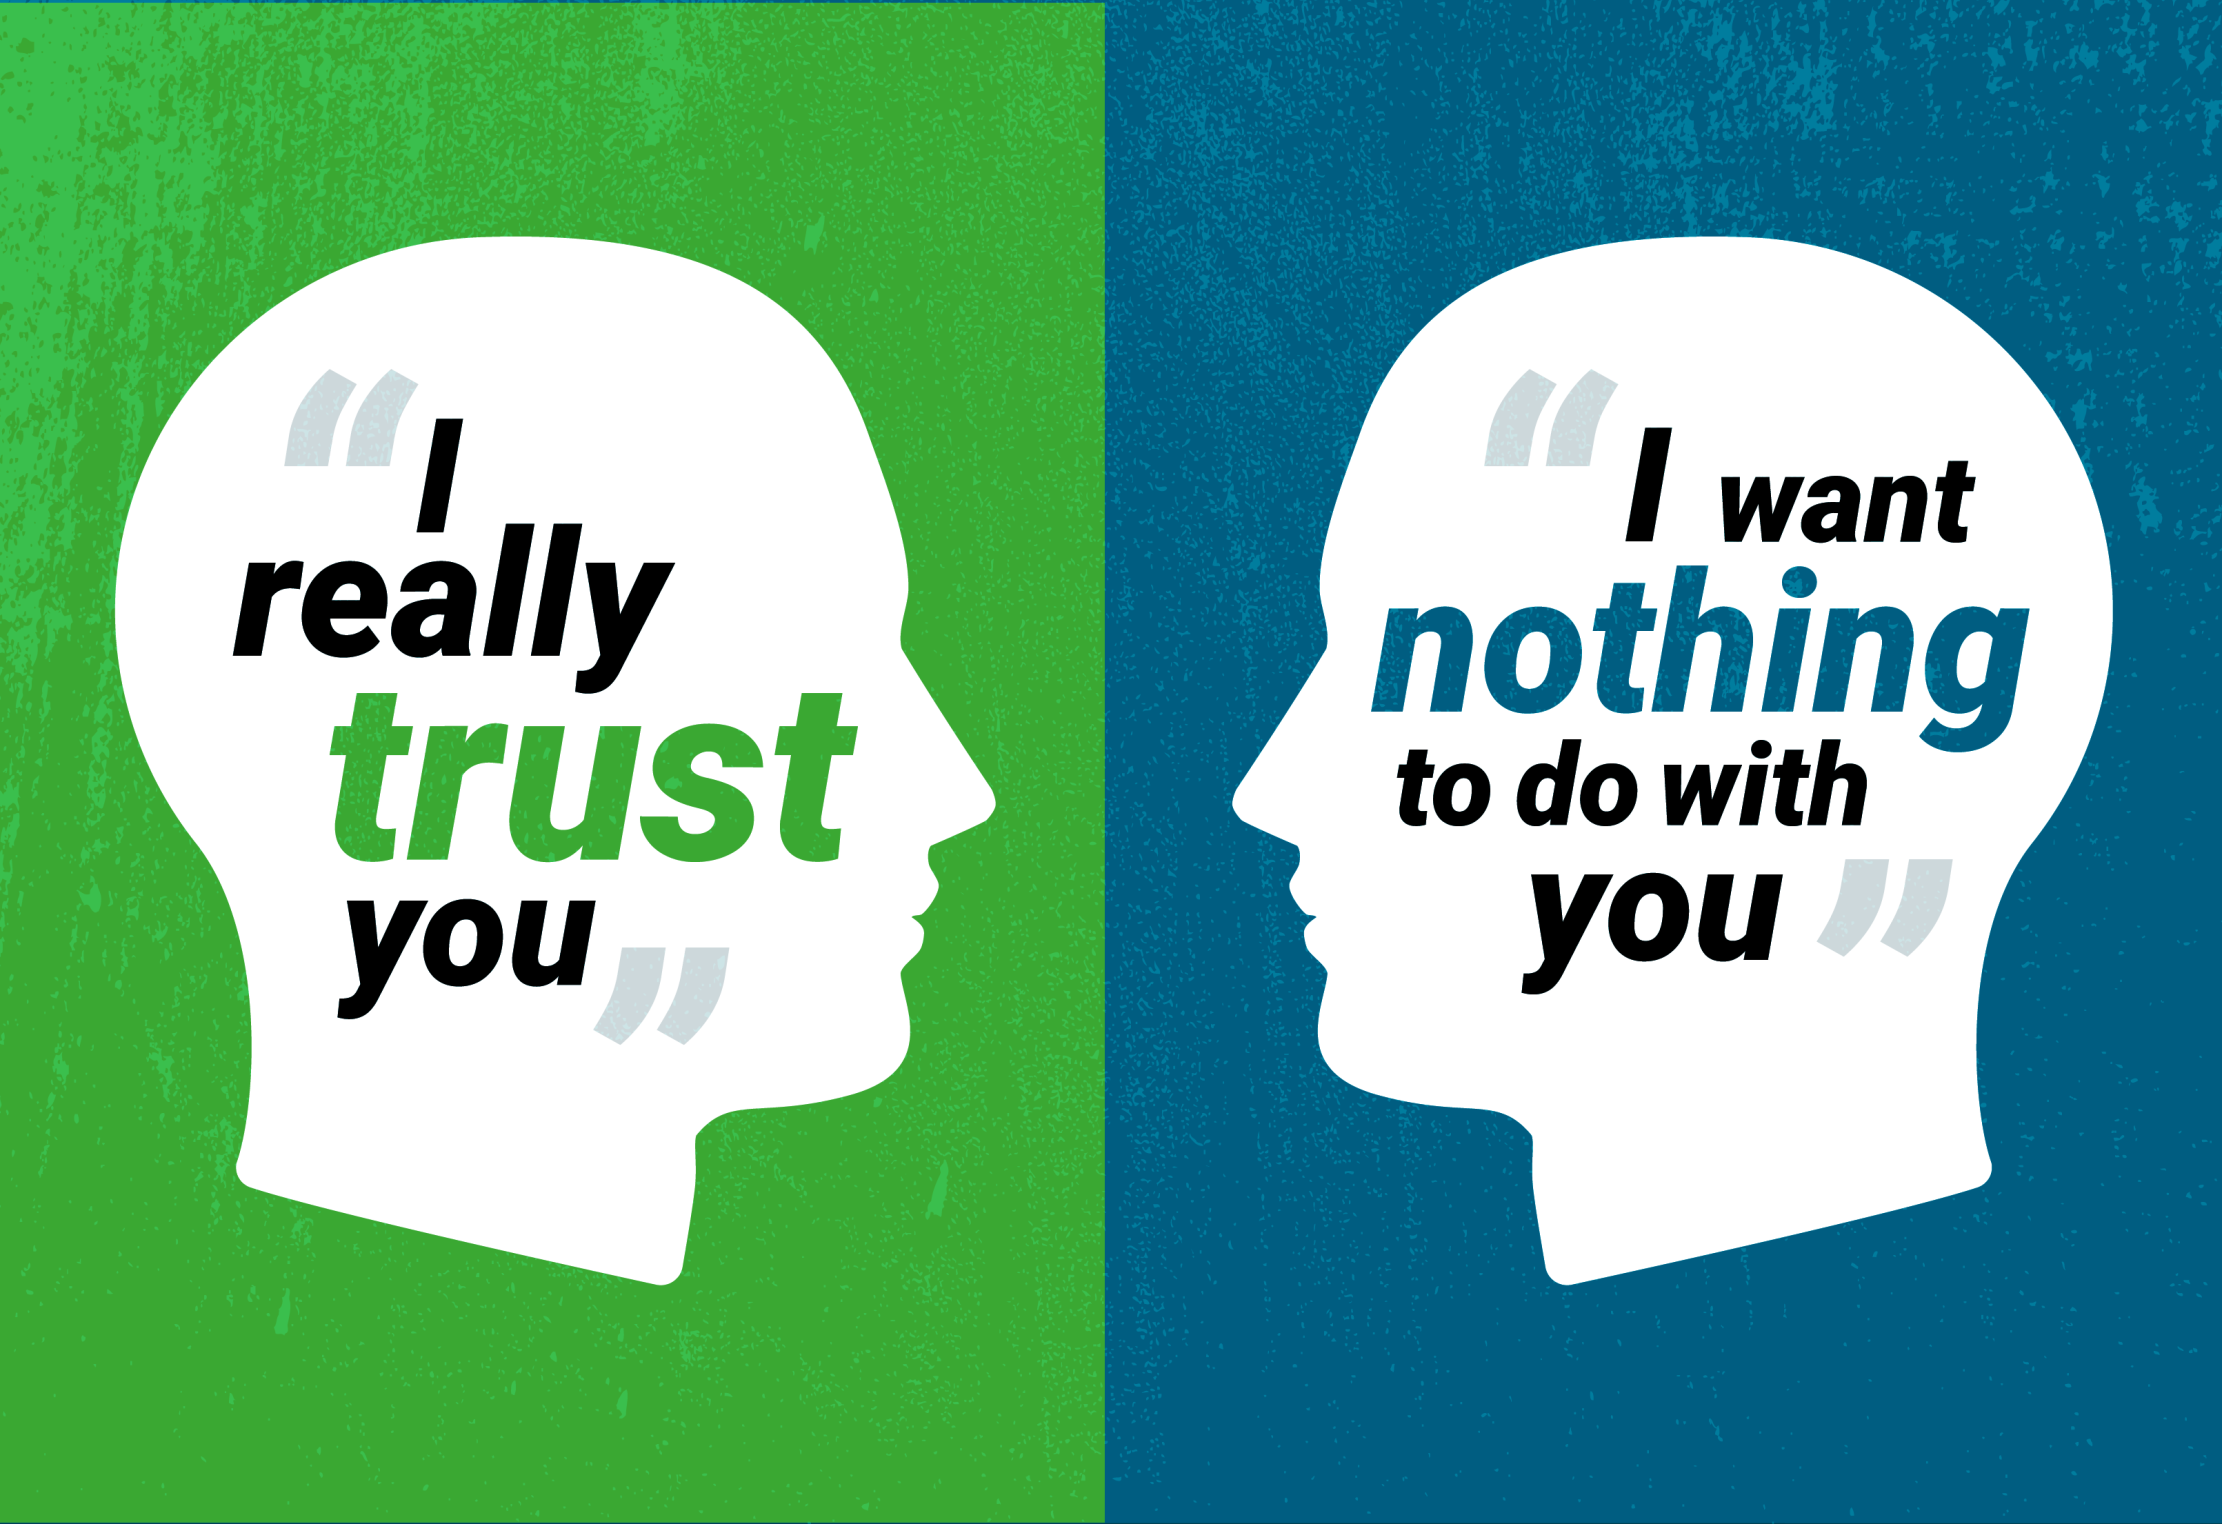 “I
really
trust
you”
“I want
nothing
to do with
you”